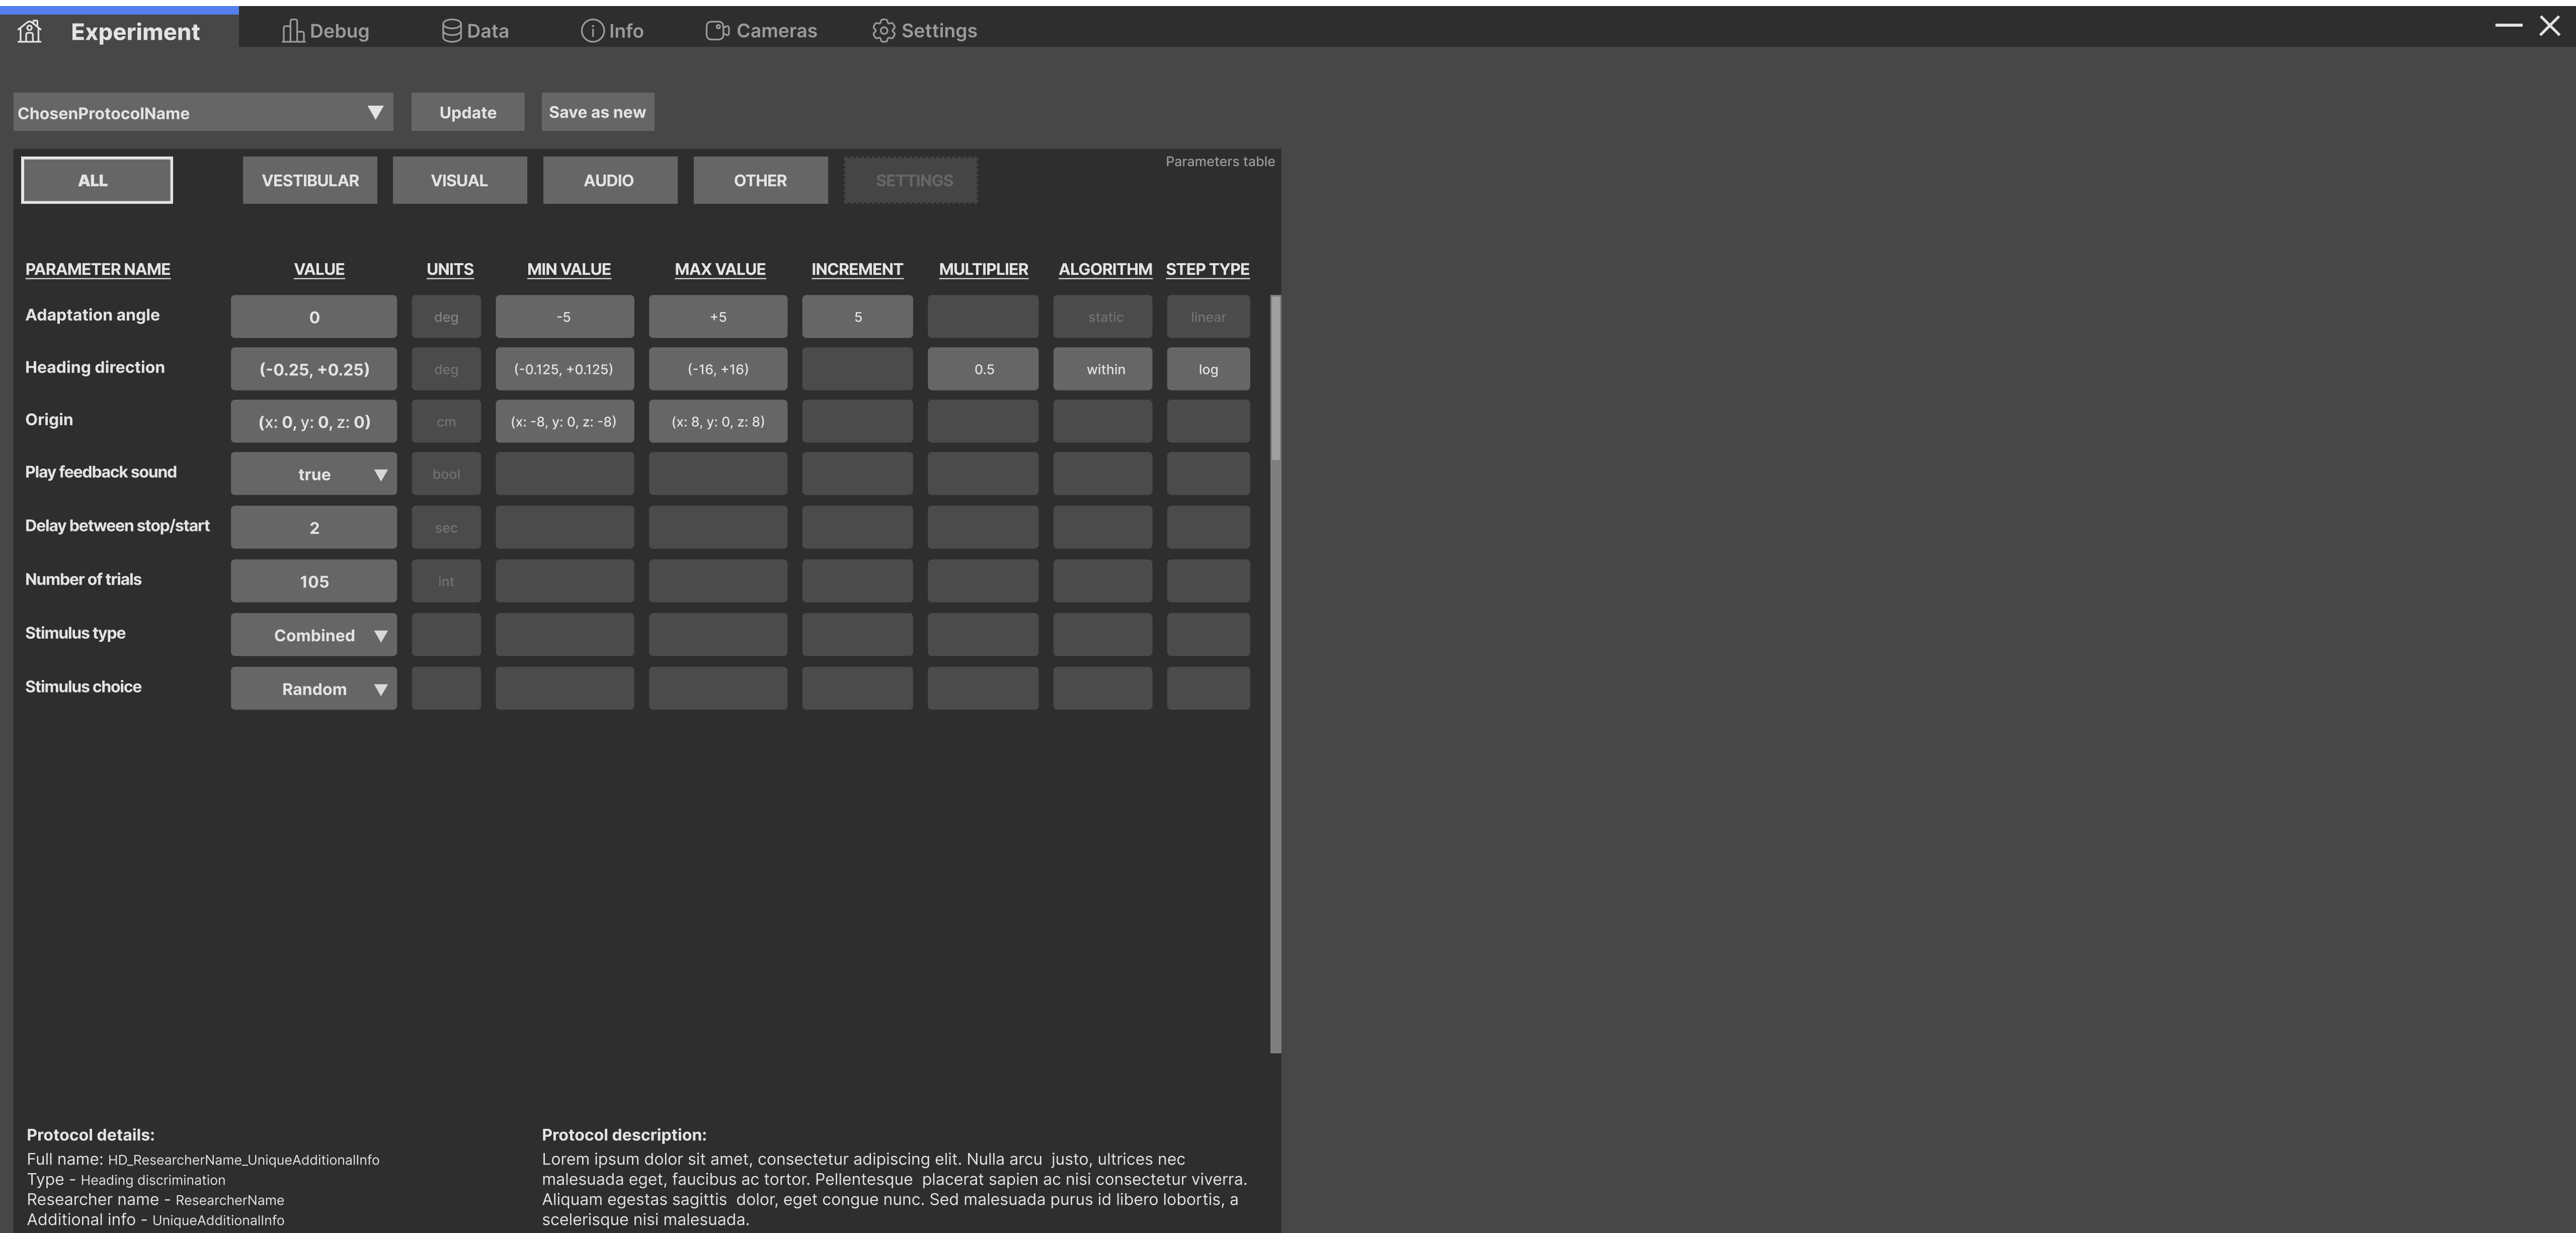 Experiment Debug Data Info Cameras Settings
ChosenProtocolName Update Save as new
Parameters table
ALL VESTIBULAR VISUAL AUDIO OTHER SETTINGS
PARAMETER NAME VALUE UNITS MIN VALUE MAX VALUE INCREMENT MULTIPLIER ALGORITHM STEP TYPE
Adaptation angle 0 deg -5 +5 5 static linear
Heading direction (-0.25, +0.25) deg (-0.125, +0.125) (-16, +16) 0.5 within log
Origin (x: 0, y: 0, z: 0) cm (x: -8, y: 0, z: -8) (x: 8, y: 0, z: 8)
Play feedback sound true bool
Delay between stop/start 2 sec
Number of trials 105 int
Stimulus type Combined
Stimulus choice Random
Protocol details:
Full name: HD_ResearcherName_UniqueAdditionalInfo
Type - Heading discrimination
Researcher name - ResearcherName
Additional info - UniqueAdditionalInfo
Protocol description:
Lorem ipsum dolor sit amet, consectetur adipiscing elit. Nulla arcu  justo, ultrices nec
malesuada eget, faucibus ac tortor. Pellentesque  placerat sapien ac nisi consectetur viverra.
Aliquam egestas sagittis  dolor, eget congue nunc. Sed malesuada purus id libero lobortis, a
scelerisque nisi malesuada.